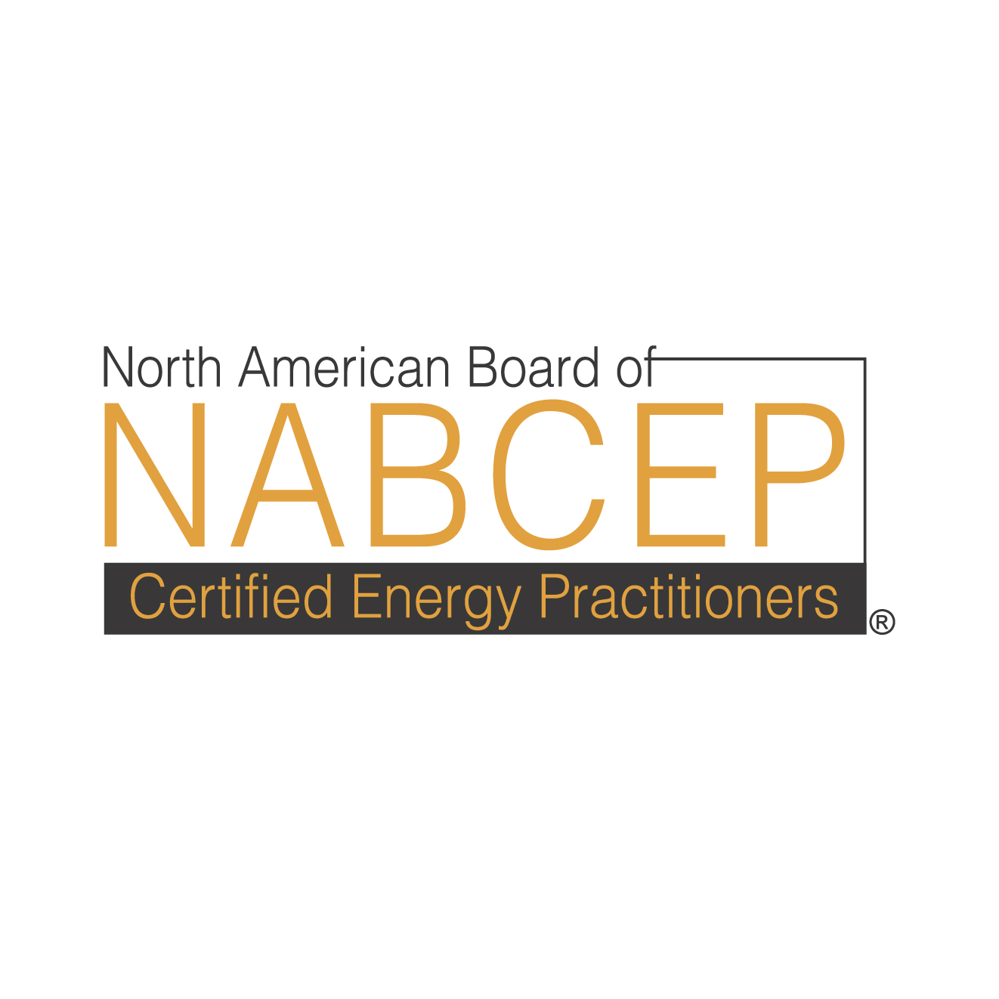 North American Board of
NABCEP
Certified Energy Practitioners®